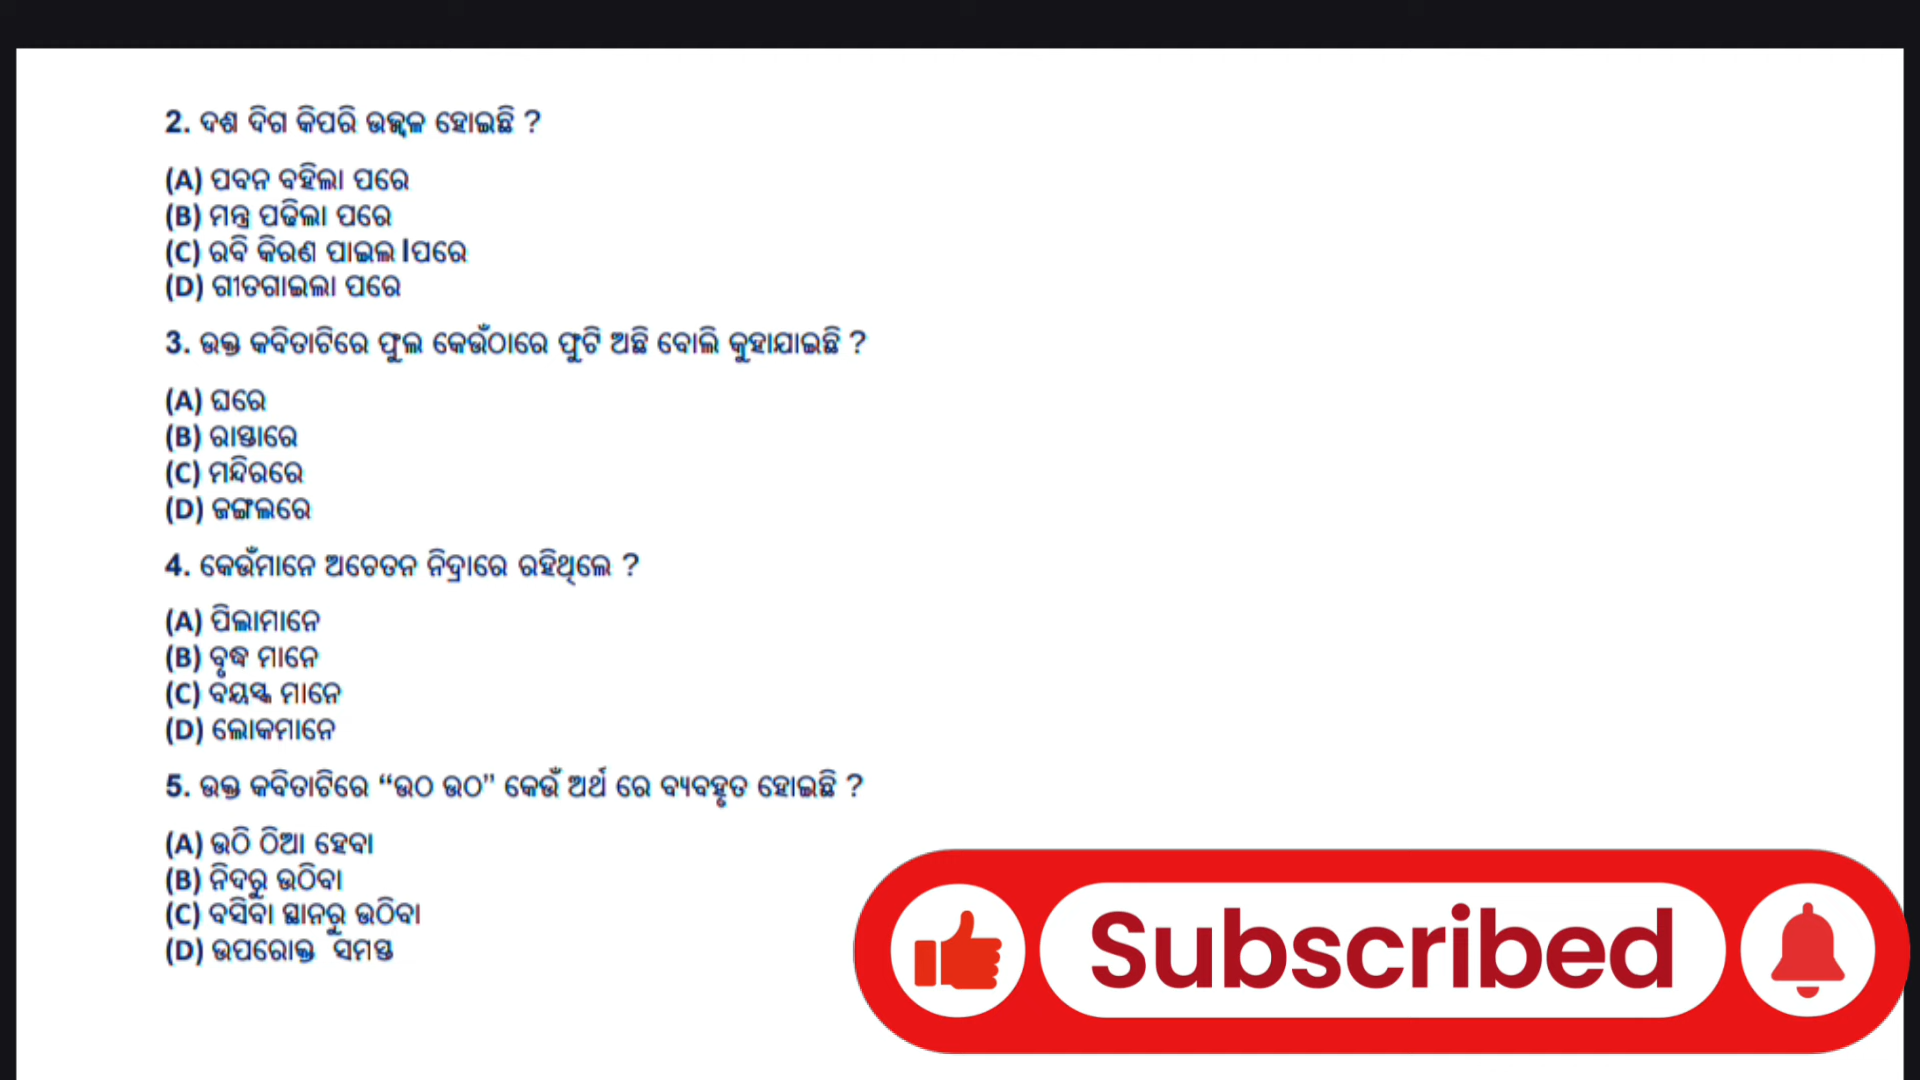 2. ଦଶ ଦିଗ କିପରି ଉଜ୍ଜ୍ୱଳ ହୋଇଛି ?
(A) ପବନ ବହିଲା ପରେ
(B) ମନ୍ତ୍ର ପଢିଲା ପରେ
(C) ରବି କିରଣ ପାଇଲ lପରେ
(D) ଗୀତଗାଇଲା ପରେ
3. ଉକ୍ତ କବିତାଟିରେ ଫୁଲ କେଉଁଠାରେ ଫୁଟି ଅଛି ବୋଲି କୁହାଯାଇଛି ?
(A) ଘରେ
(B) ରାସ୍ତାରେ
(C) ମନ୍ଦିରରେ
(D) ଜଙ୍ଗଲରେ
4. କେଉଁମାନେ ଅଚେତନ ନିଦ୍ରାରେ ରହିଥିଲେ ?
(A) ପିଲାମାନେ
(B) ବୃଦ୍ଧ ମାନେ
(C) ବୟସ୍କ ମାନେ
(D) ଲୋକମାନେ
5. ଉକ୍ତ କବିତାଟିରେ “ଉଠ ଉଠ” କେଉଁ ଅର୍ଥ ରେ ବ୍ୟବହୃତ ହୋଇଛି ?
(A) ଉଠି ଠିଆ ହେବା
(B) ନିଦରୁ ଉଠିବା
(C) ବସିବା ସ୍ଥାନରୁ ଉଠିବା
(D) ଉପରୋକ୍ତ ସମସ୍ତ
Subscribed